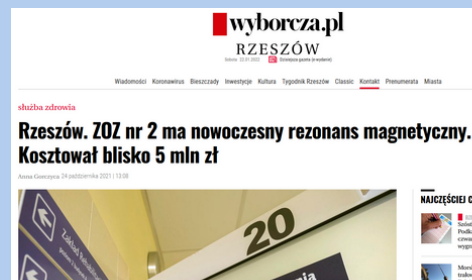 wyborcza.pl
RZESZÓW
Wiadomości Koronawirus Bieszczady Inwestycje Kultura Tygodnik Rzeszów Classic Kontakt Prenumerata Miasta
służba zdrowia
Rzeszów. ZOZ nr 2 ma nowoczesny rezonans magnetyczny.
Kosztował blisko 5 mln zł
Anna Gorczyca 24 października 2021 | 13:08
NAJCZĘŚCIEJ C
20
Zakład Rehabilitacji